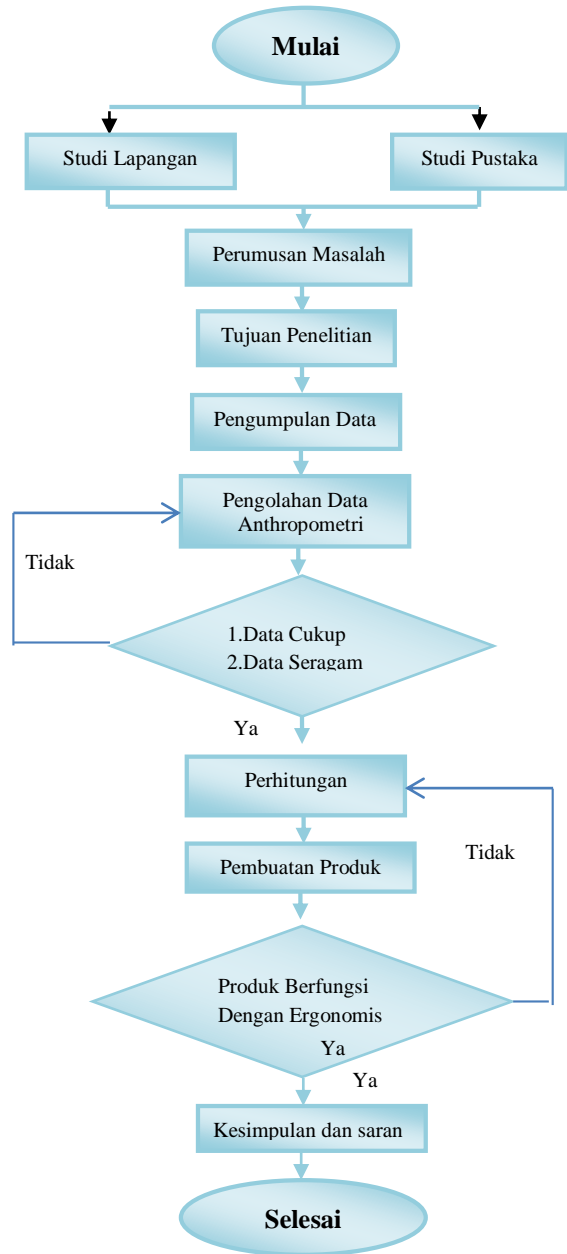 Mulai
Studi Lapangan
Studi Pustaka
Perumusan Masalah
Tujuan Penelitian
Pengumpulan Data
Pengolahan Data
Anthropometri
Tidak
1.Data Cukup
2.Data Seragam
Ya
Perhitungan
Pembuatan Produk
Tidak
Produk Berfungsi
Dengan Ergonomis
Ya
Ya
Kesimpulan dan saran
Selesai